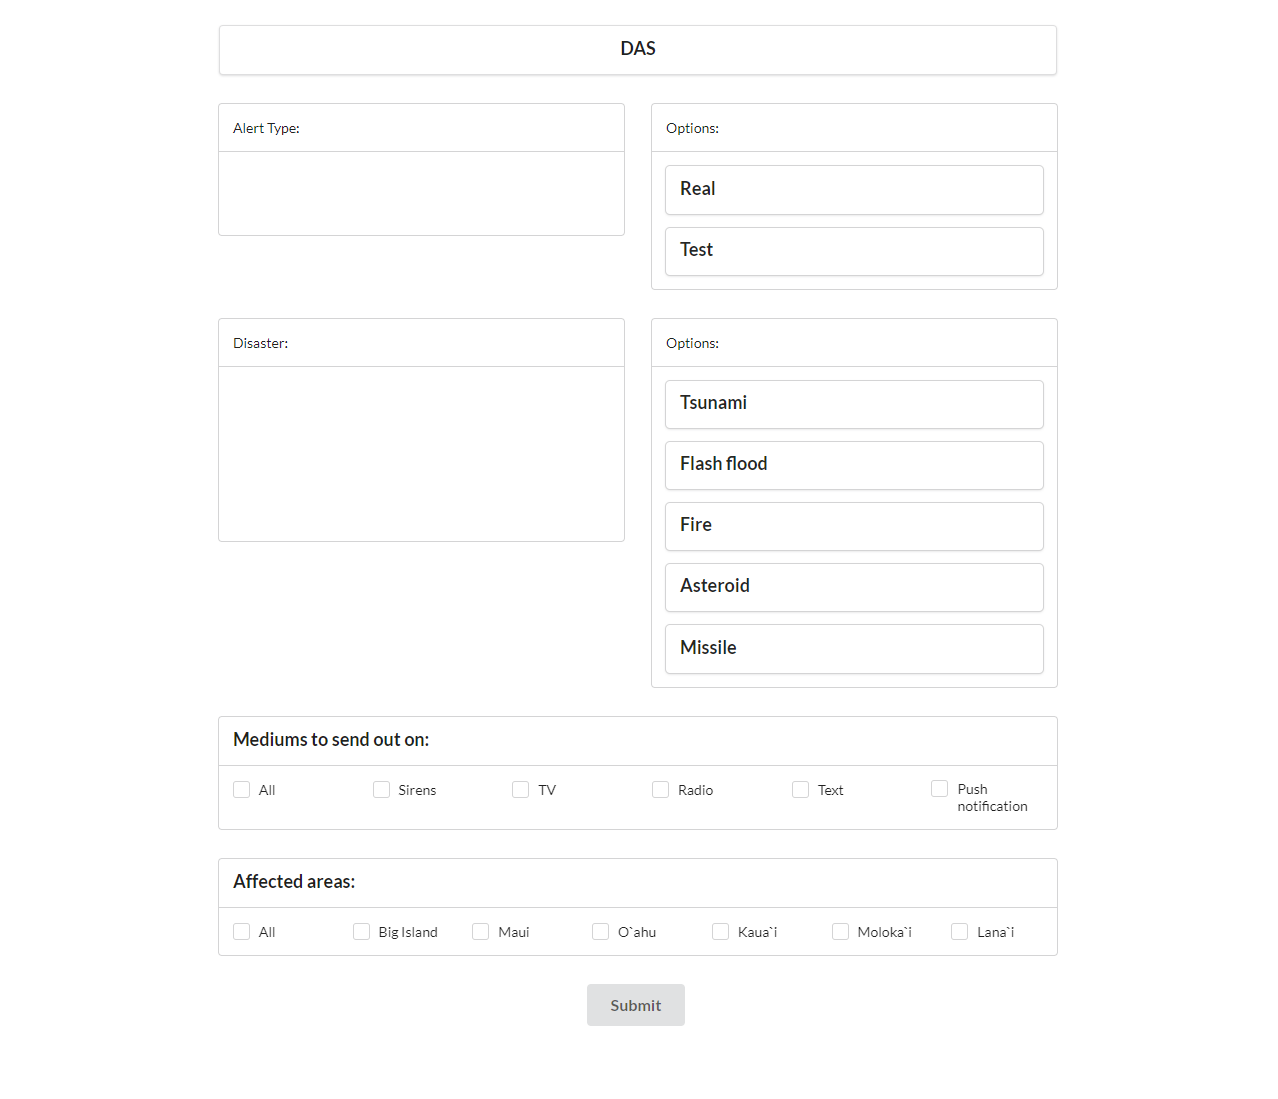 DAS
Alert Type:
Options:
Real
Test
Disaster:
Options:
Tsunami
Flash flood
Fire
Asteroid
Missile
Mediums to send out on:
All
Sirens
TV
Radio
Text
Push
notification
Affected areas:
All
Big Island
Maui
O`ahu
Kaua`i
Moloka`i
Lana`i
Submit